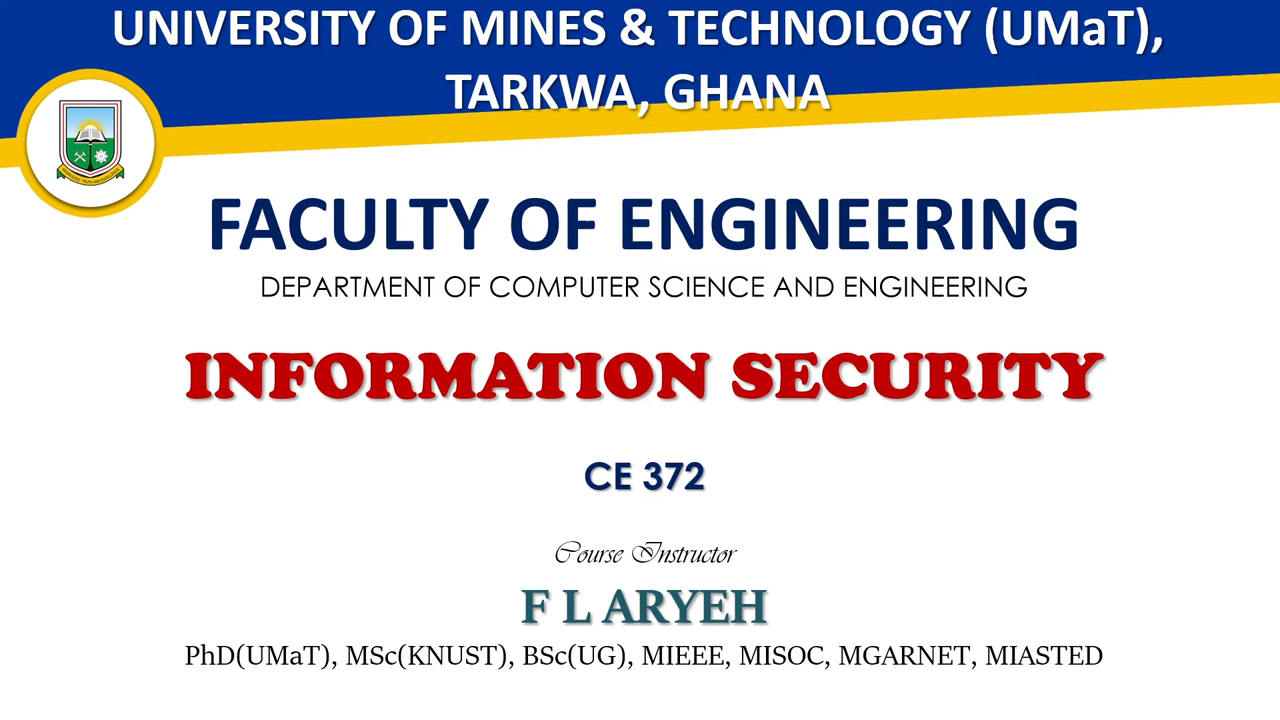 UNIVERSITY OF MINES & TECHNOLOGY (UMaT),
TARKWA, GHANA
FACULTY OF ENGINEERING
DEPARTMENT OF COMPUTER SCIENCE AND ENGINEERING
INFORMATION SECURITY
CE 372
Course Instructor
F L ARYEH
PhD(UMaT), MSc(KNUST), BSc(UG), MIEEE, MISOC, MGARNET, MIASTED